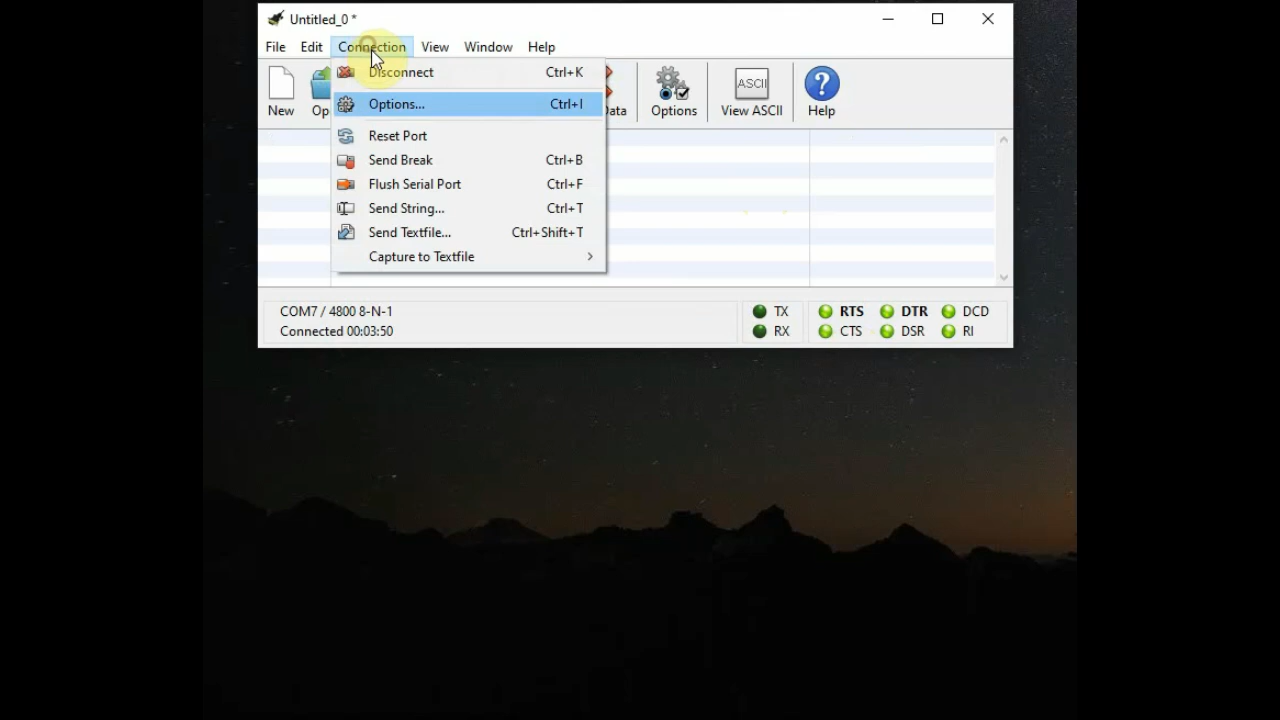 Untitled_0 *
File Edit Connection View Window Help
Disconnect Ctrl+K
Options... Ctrl+I
Reset Port
Send Break Ctrl+B
Flush Serial Port Ctrl+F
Send String... Ctrl+T
Send Textfile... Ctrl+Shift+T
Capture to Textfile
New Op ata Options View ASCII Help
ASCII
?
COM7 / 4800 8-N-1
Connected 00:03:50
TX RTS DTR DCD
RX CTS DSR RI